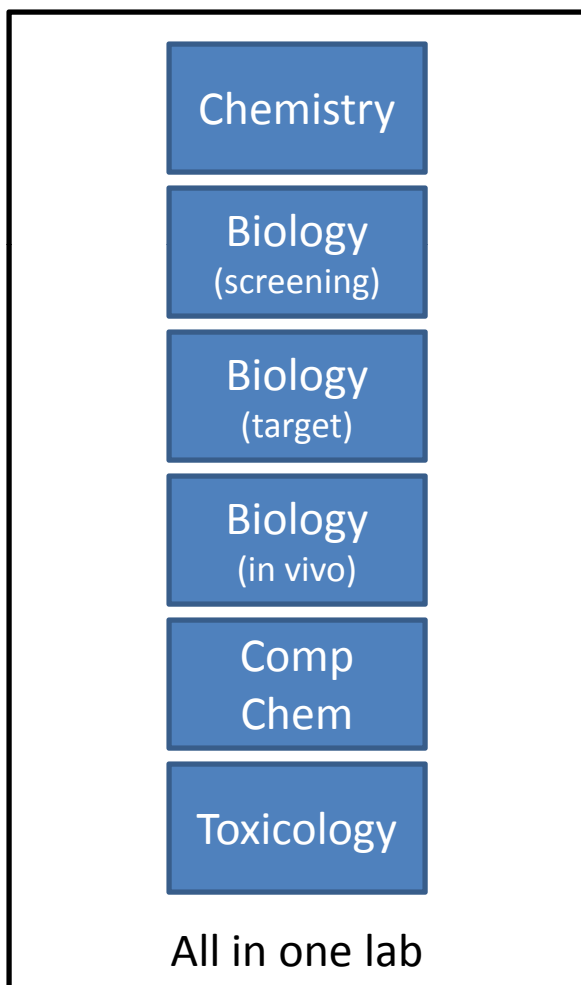 Chemistry
Biology
(screening)
Biology
(target)
Biology
(in vivo)
Comp
Chem
Toxicology
All in one lab